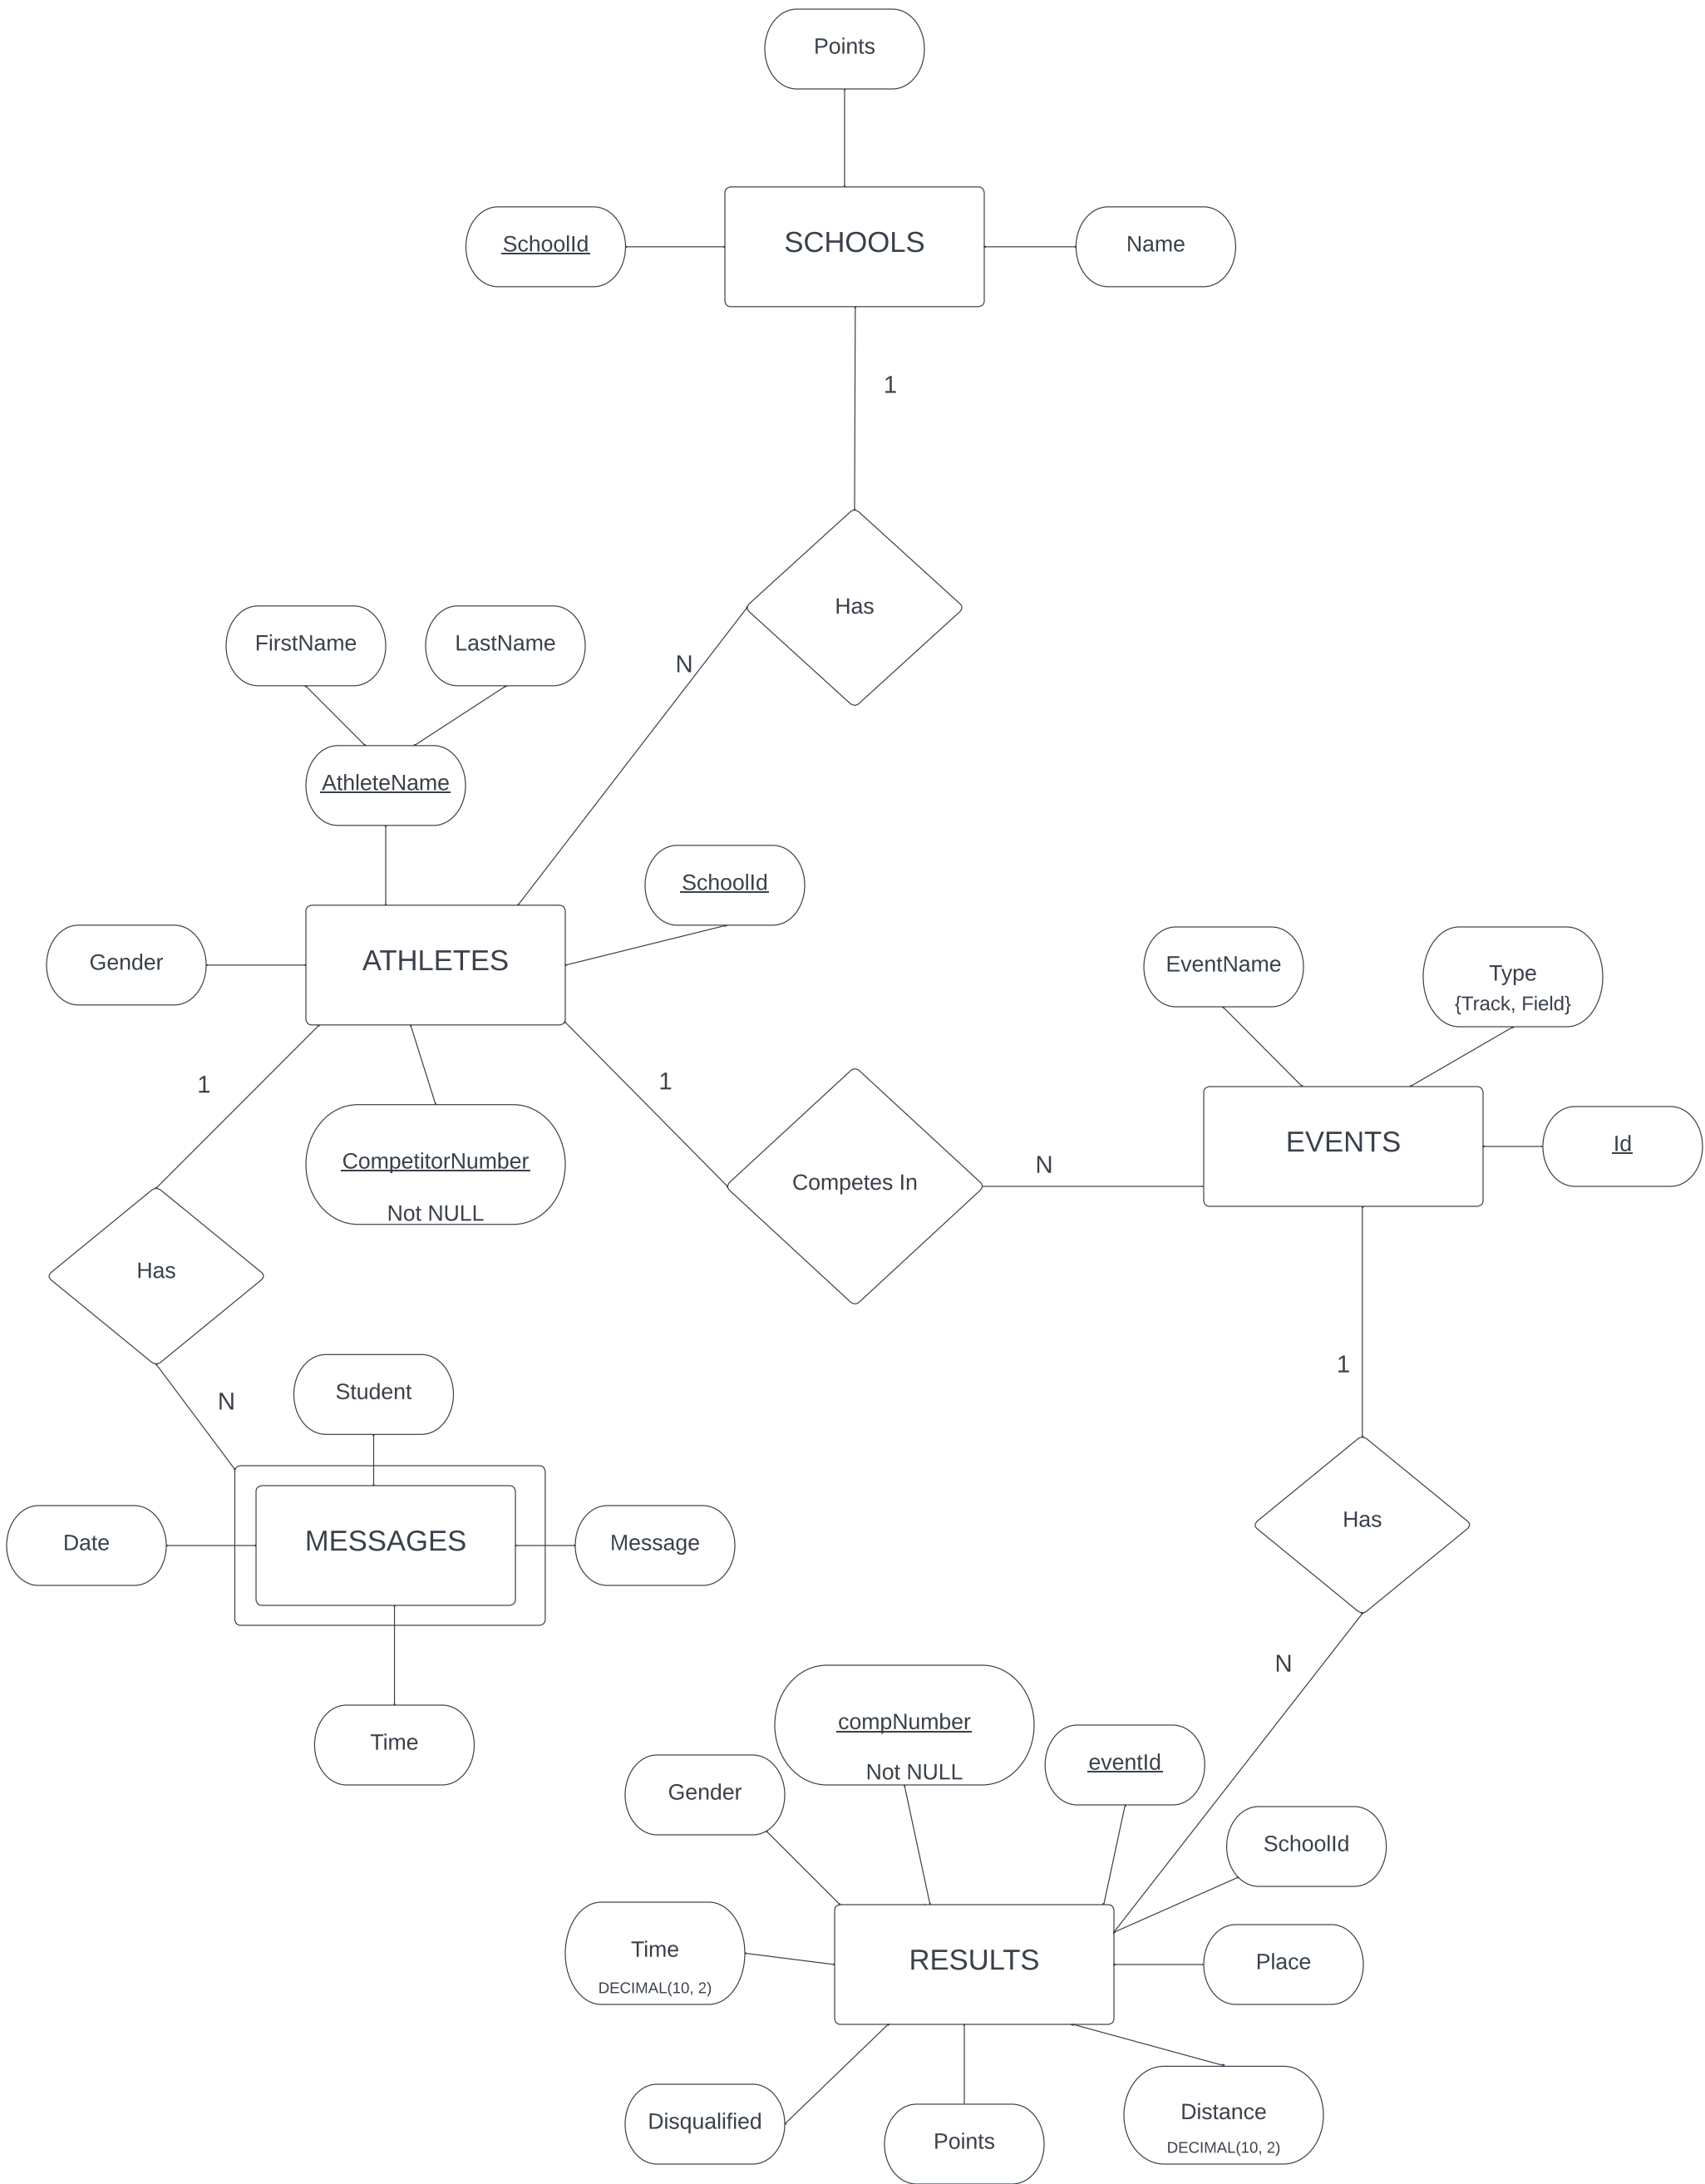 Points
SchoolId
SCHOOLS
Name
1
Has
N
FirstName
LastName
AthleteName
SchoolId
Gender
ATHLETES
EventName
Type
{Track, Field}
1
1
CompetitorNumber
Not NULL
Competes In
N
EVENTS
Id
Has
N
Student
1
Date
MESSAGES
Message
Has
Time
N
compNumber
Not NULL
eventId
Gender
SchoolId
Time
DECIMAL(10, 2)
RESULTS
Place
Disqualified
Points
Distance
DECIMAL(10, 2)